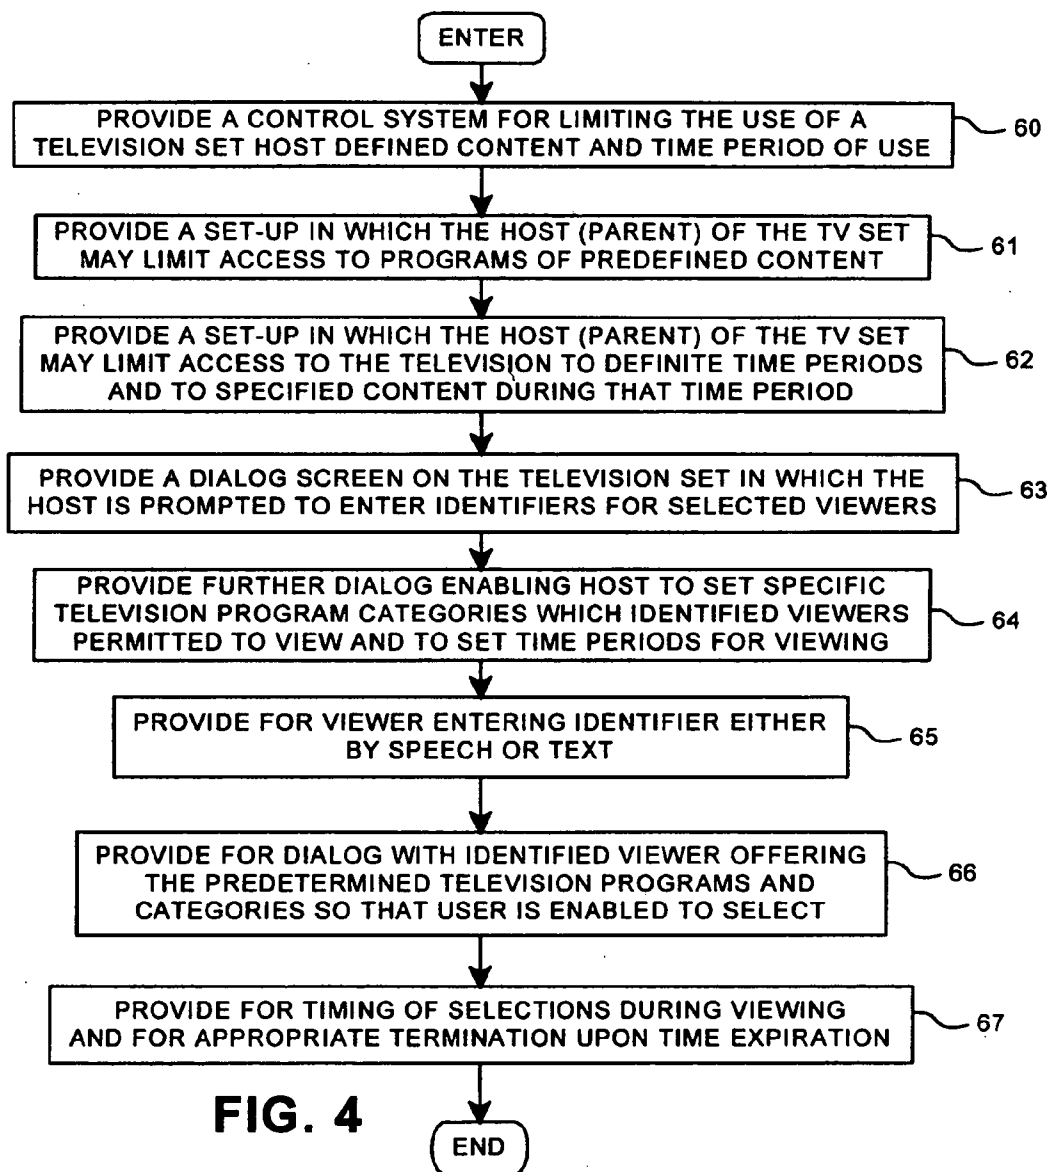 ENTER
PROVIDE A CONTROL SYSTEM FOR LIMITING THE USE OF A
TELEVISION SET HOST DEFINED CONTENT AND TIME PERIOD OF USE
60
PROVIDE A SET-UP IN WHICH THE HOST (PARENT) OF THE TV SET
MAY LIMIT ACCESS TO PROGRAMS OF PREDEFINED CONTENT
61
PROVIDE A SET-UP IN WHICH THE HOST (PARENT) OF THE TV SET
MAY LIMIT ACCESS TO THE TELEVISION TO DEFINITE TIME PERIODS
AND TO SPECIFIED CONTENT DURING THAT TIME PERIOD
62
PROVIDE A DIALOG SCREEN ON THE TELEVISION SET IN WHICH THE
HOST IS PROMPTED TO ENTER IDENTIFIERS FOR SELECTED VIEWERS
63
PROVIDE FURTHER DIALOG ENABLING HOST TO SET SPECIFIC
TELEVISION PROGRAM CATEGORIES WHICH IDENTIFIED VIEWERS
PERMITTED TO VIEW AND TO SET TIME PERIODS FOR VIEWING
64
PROVIDE FOR VIEWER ENTERING IDENTIFIER EITHER
BY SPEECH OR TEXT
65
PROVIDE FOR DIALOG WITH IDENTIFIED VIEWER OFFERING
THE PREDETERMINED TELEVISION PROGRAMS AND
CATEGORIES SO THAT USER IS ENABLED TO SELECT
66
PROVIDE FOR TIMING OF SELECTIONS DURING VIEWING
AND FOR APPROPRIATE TERMINATION UPON TIME EXPIRATION
67
FIG. 4
END